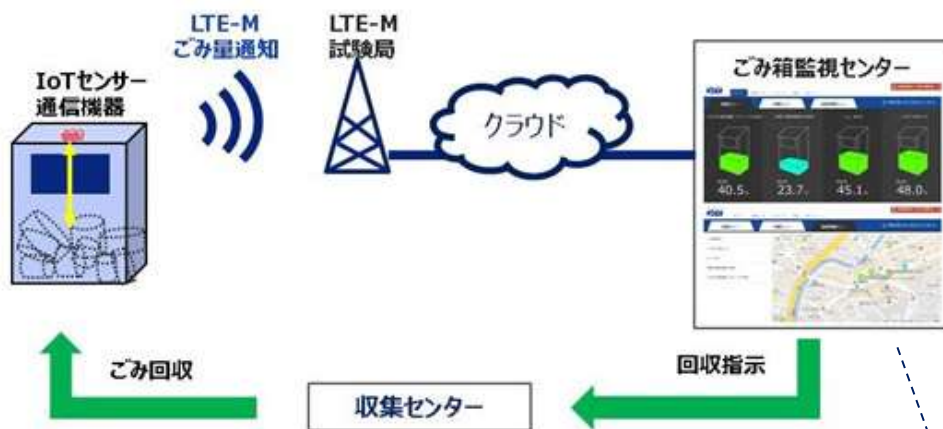 LTE-M
ごみ量通知
LTE-M
試験局
IoTセンサー
通信機器
クラウド
ごみ箱監視センター
40.5
23.7
45.1
48.0
ごみ回収
回収指示
収集センター